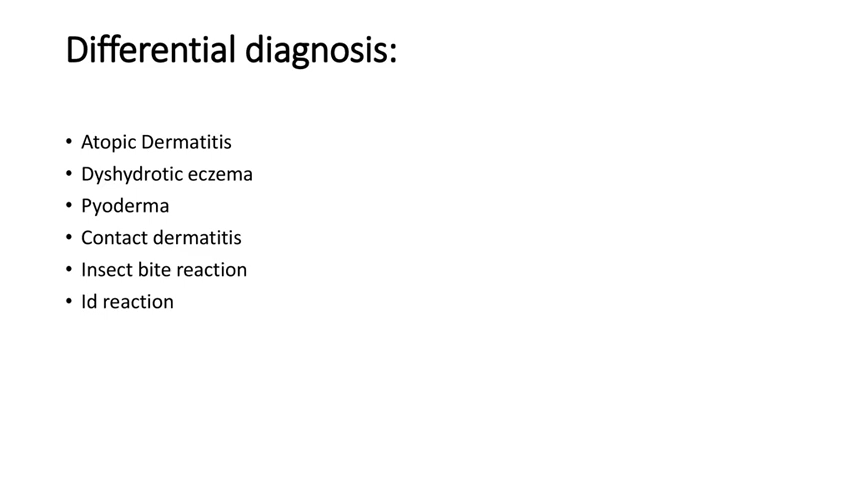 Differential diagnosis:
• Atopic Dermatitis
• Dyshydrotic eczema
• Pyoderma
• Contact dermatitis
• Insect bite reaction
• Id reaction